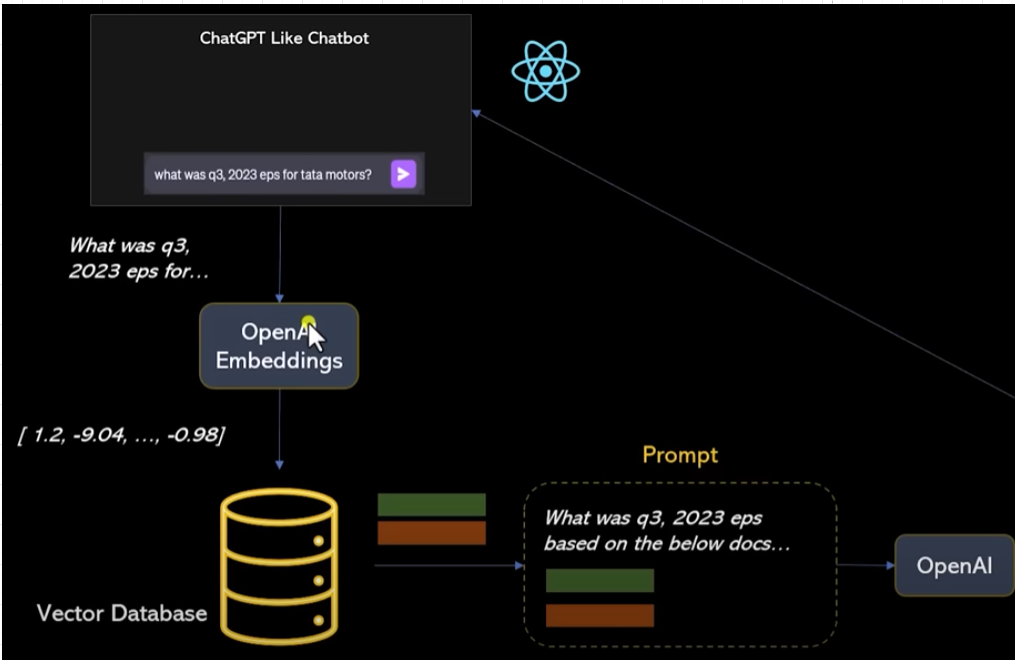 ChatGPT Like Chatbot
what was q3, 2023 eps for tata motors?
What was q3,
2023 eps for...
OpenAI
Embeddings
[ 1.2, -9.04, ..., -0.98]
Vector Database
Prompt
What was q3, 2023 eps
based on the below docs...
OpenAI